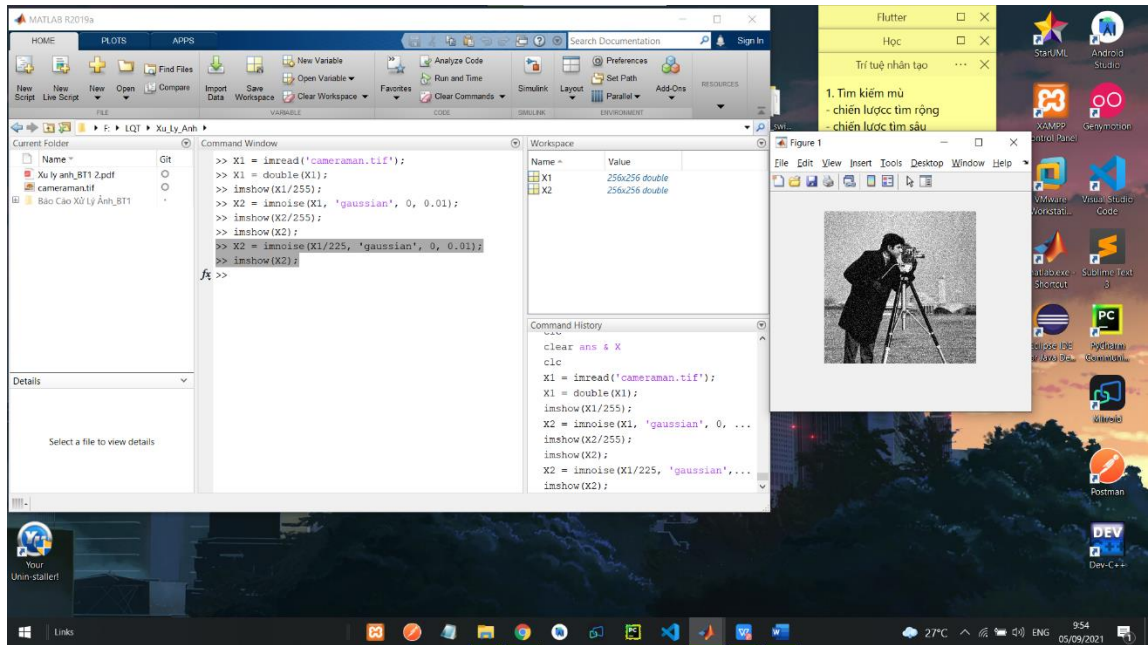 MATLAB R2019a
HOME PLOTS APPS
Search Documentation
Sign In
New Script
New Live Script
New
Open
Find Files
Compare
FILE
Import Data
Save Workspace
New Variable
Open Variable
Clear Workspace
VARIABLE
Favorites
Analyze Code
Run and Time
Clear Commands
CODE
Simulink
SIMULINK
Layout
Preferences
Set Path
Parallel
Add-Ons
ENVIRONMENT
RESOURCES
F: LQT Xu_Ly_Anh
Current Folder
Name Git
Xu ly anh_BT1 2.pdf
cameraman.tif
Báo Cáo Xử Lý Ảnh_BT1
Details
Select a file to view details
Command Window
>> X1 = imread('cameraman.tif');
>> X1 = double(X1);
>> imshow(X1/255);
>> X2 = imnoise(X1, 'gaussian', 0, 0.01);
>> imshow(X2/255);
>> imshow(X2);
>> X2 = imnoise(X1/225, 'gaussian', 0, 0.01);
>> imshow(X2);
fx >>
Workspace
Name Value
X1 256x256 double
X2 256x256 double
Command History
clear ans & X
clc
X1 = imread('cameraman.tif');
X1 = double(X1);
imshow(X1/255);
X2 = imnoise(X1, 'gaussian', 0, ...
imshow(X2/255);
imshow(X2);
X2 = imnoise(X1/225, 'gaussian',...
imshow(X2);
Flutter
Học
Trí tuệ nhân tạo
1. Tìm kiếm mù
- chiến lượcc tìm rộng
- chiến lược tìm sâu
Figure 1
File Edit View Insert Tools Desktop Window Help
StarUML
Android Studio
Genymotion
Visual Studio Code
Sublime Text 3
Postman
Dev-C++
Your Unin-staller!
Links
27°C
ENG
9:54
05/09/2021